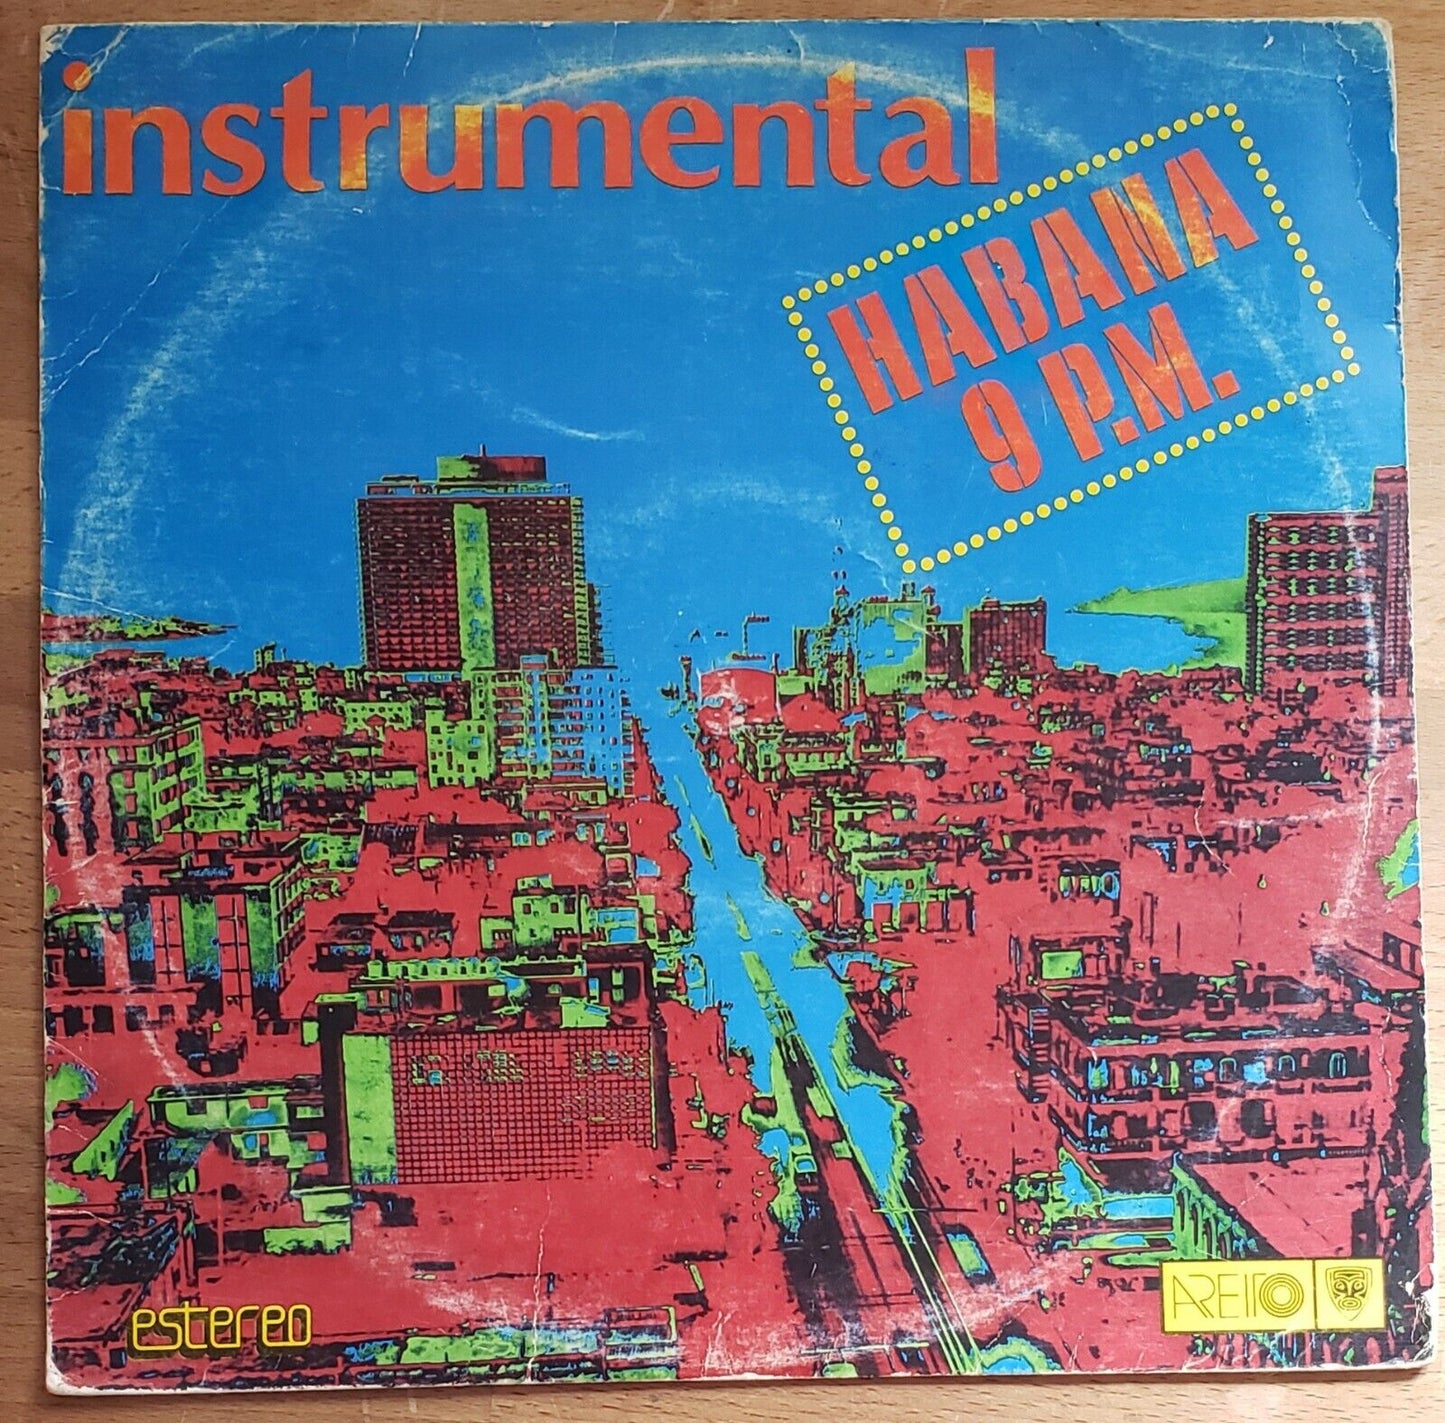 instrumental
HABANA
9 P.M.
estereo
AREITO